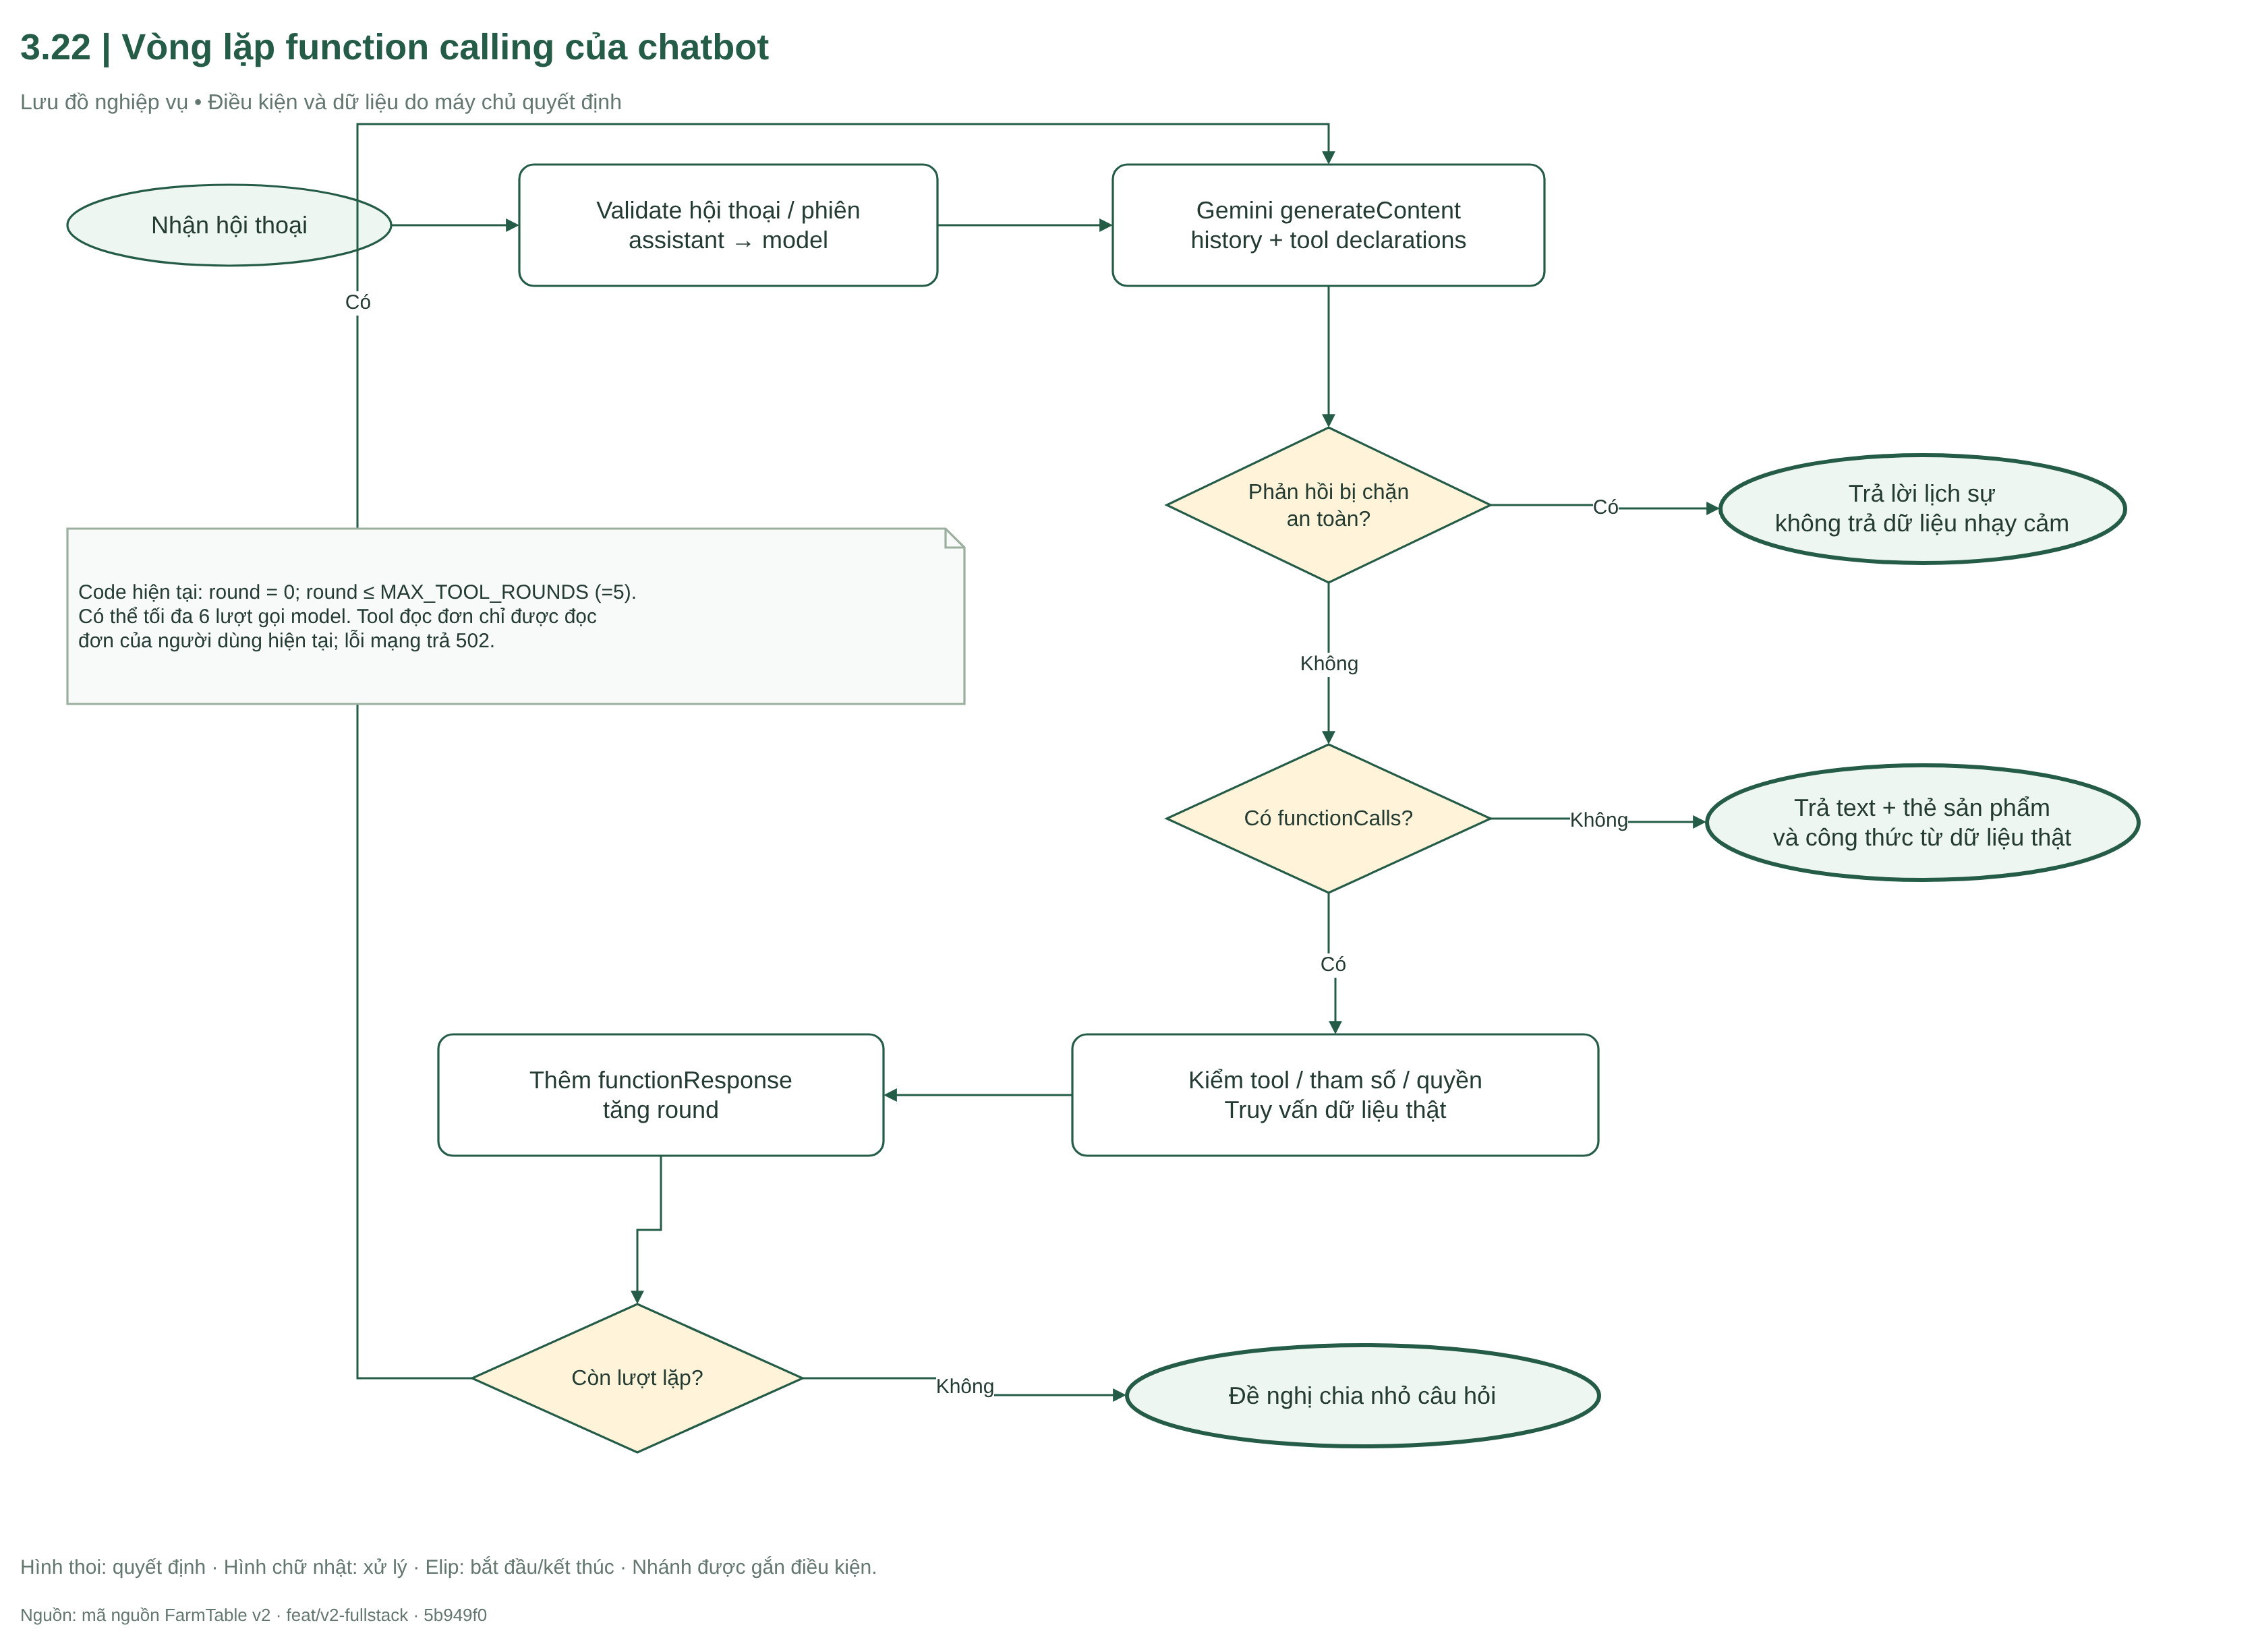 3.22 | Vòng lặp function calling của chatbot
Lưu đồ nghiệp vụ • Điều kiện và dữ liệu do máy chủ quyết định
Nhận hội thoại
Validate hội thoại / phiên
assistant → model
Gemini generateContent
history + tool declarations
Có
Phản hồi bị chặn
an toàn?
Có
Trả lời lịch sự
không trả dữ liệu nhạy cảm
Code hiện tại: round = 0; round ≤ MAX_TOOL_ROUNDS (=5).
Có thể tối đa 6 lượt gọi model. Tool đọc đơn chỉ được đọc
đơn của người dùng hiện tại; lỗi mạng trả 502.
Không
Có functionCalls?
Không
Trả text + thẻ sản phẩm
và công thức từ dữ liệu thật
Có
Thêm functionResponse
tăng round
Kiểm tool / tham số / quyền
Truy vấn dữ liệu thật
Còn lượt lặp?
Không
Đề nghị chia nhỏ câu hỏi
Hình thoi: quyết định · Hình chữ nhật: xử lý · Elip: bắt đầu/kết thúc · Nhánh được gắn điều kiện.
Nguồn: mã nguồn FarmTable v2 · feat/v2-fullstack · 5b949f0